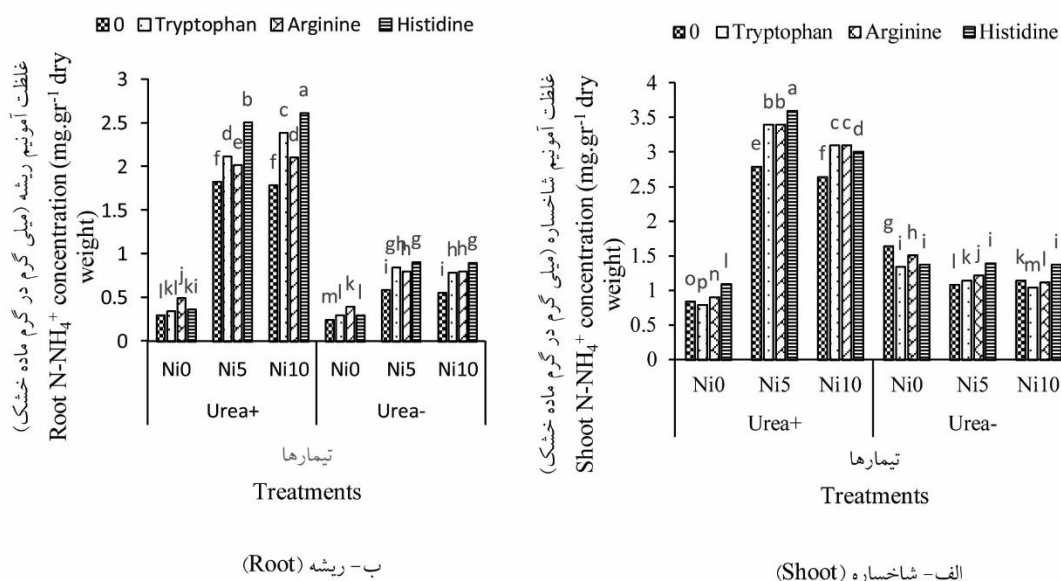 0 Tryptophan Arginine Histidine
غلظت آمونیم ریشه (میلی گرم در گرم ماده خشک)
Root N-NH₄⁺ concentration (mg.gr⁻¹ dry
weight)
3
2.5
2
1.5
1
0.5
0
l kl j ki
f d e b
f c d a
m l k l
i gh h g
i h h g
Ni0 Ni5 Ni10 Ni0 Ni5 Ni10
Urea+ Urea-
تیمارها
Treatments
ب- ریشه (Root)
0 Tryptophan Arginine Histidine
غلظت آمونیم شاخساره (میلی گرم در گرم ماده خشک)
Shoot N-NH₄⁺ concentration (mg.gr⁻¹ dry
weight)
4
3.5
3
2.5
2
1.5
1
0.5
0
o p n l
e b b a
f c c d
g i h i
l k j i
k m l i
Ni0 Ni5 Ni10 Ni0 Ni5 Ni10
Urea+ Urea-
تیمارها
Treatments
الف- شاخساره (Shoot)